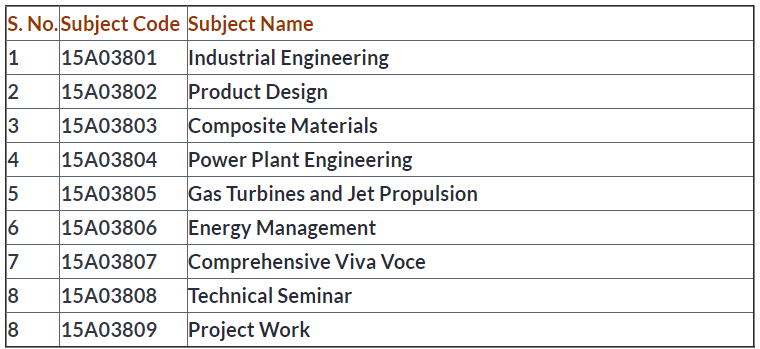 S. No. Subject Code Subject Name
1 15A03801 Industrial Engineering
2 15A03802 Product Design
3 15A03803 Composite Materials
4 15A03804 Power Plant Engineering
5 15A03805 Gas Turbines and Jet Propulsion
6 15A03806 Energy Management
7 15A03807 Comprehensive Viva Voce
8 15A03808 Technical Seminar
8 15A03809 Project Work